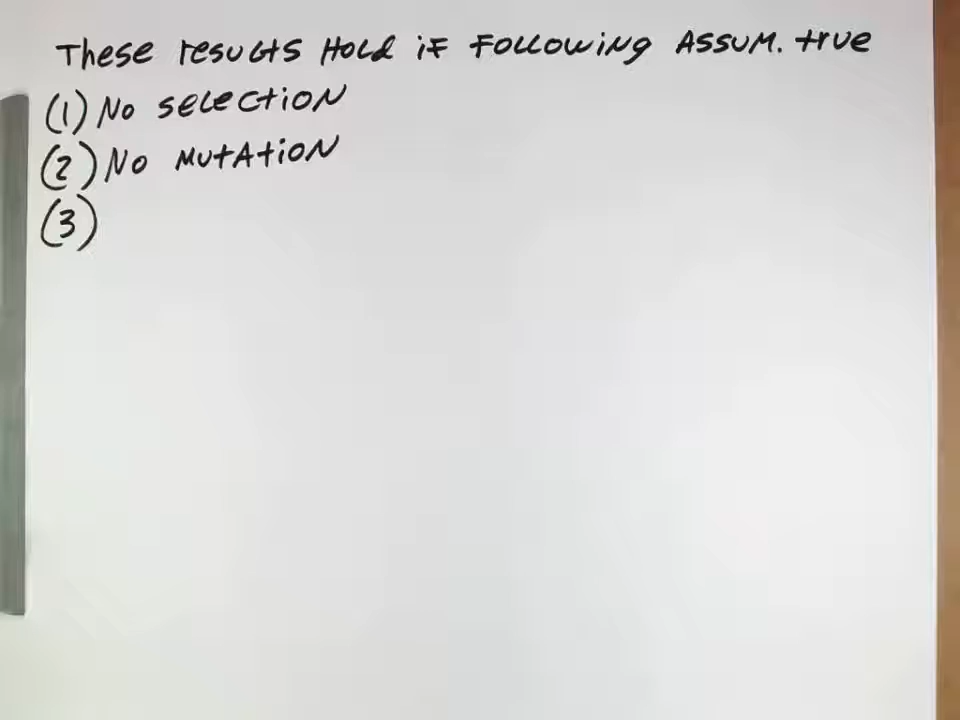 These results Hold if Following Assum. true
(1) No selection
(2) No mutation
(3)